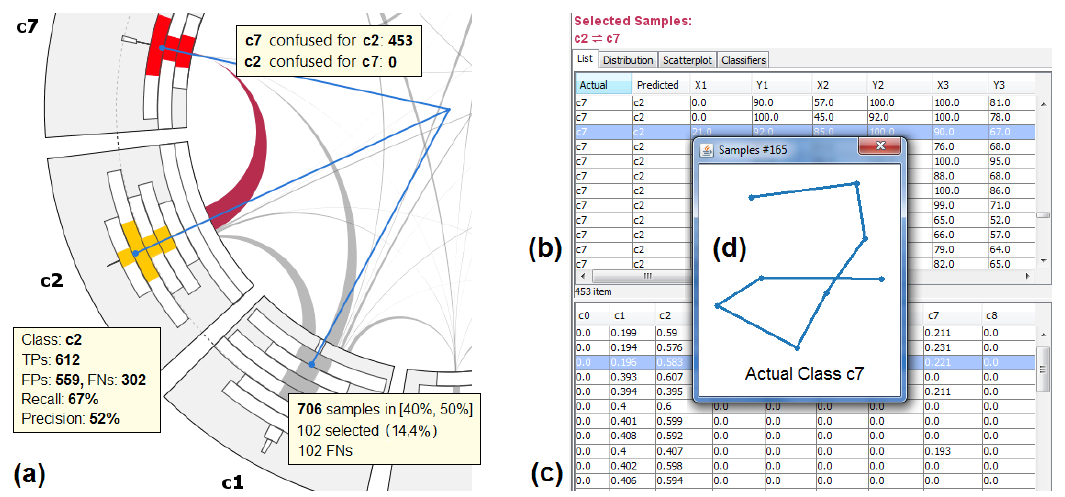 c7
c7 confused for c2: 453
c2 confused for c7: 0
c2
Class: c2
TPs: 612
FPs: 559, FNs: 302
Recall: 67%
Precision: 52%
706 samples in [40%, 50%]
102 selected (14,4%)
102 FNs
(a)
c1
Selected Samples:
c2 ⇌ c7
List Distribution Scatterplot Classifiers
Actual Predicted X1 Y1 X2 Y2 X3 Y3
c7 c2 0.0 90.0 57.0 100.0 100.0 81.0
c7 c2 0.0 100.0 45.0 92.0 100.0 78.0
c7 c2 21.0 92.0 85.0 100.0 90.0 67.0
c7 c2 76.0 68.0
c7 c2 100.0 95.0
c7 c2 88.0 68.0
c7 c2 100.0 86.0
c7 c2 99.0 71.0
c7 c2 65.0 52.0
c7 c2 66.0 57.0
c7 c2 79.0 64.0
c7 c2 82.0 65.0
(b)
Samples #165
(d)
Actual Class c7
453 item
c0 c1 c2 c7 c8
0.0 0.199 0.59 0.211 0.0
0.0 0.194 0.576 0.231 0.0
0.0 0.196 0.583 0.221 0.0
0.0 0.393 0.607 0.0 0.0
0.0 0.394 0.395 0.211 0.0
0.0 0.4 0.6 0.0 0.0 0.0 0.0 0.0 0.0
0.0 0.401 0.599 0.0 0.0 0.0 0.0 0.0 0.0
0.0 0.408 0.592 0.0 0.0 0.0 0.0 0.0 0.0
0.0 0.4 0.407 0.0 0.0 0.0 0.0 0.193 0.0
0.0 0.402 0.598 0.0 0.0 0.0 0.0 0.0 0.0
0.0 0.406 0.594 0.0 0.0 0.0 0.0 0.0 0.0
(c)